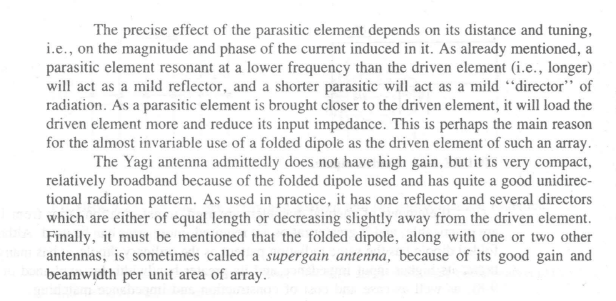 The precise effect of the parasitic element depends on its distance and tuning,
i.e., on the magnitude and phase of the current induced in it. As already mentioned, a
parasitic element resonant at a lower frequency than the driven element (i.e., longer)
will act as a mild reflector, and a shorter parasitic will act as a mild “director” of
radiation. As a parasitic element is brought closer to the driven element, it will load the
driven element more and reduce its input impedance. This is perhaps the main reason
for the almost invariable use of a folded dipole as the driven element of such an array.
The Yagi antenna admittedly does not have high gain, but it is very compact,
relatively broadband because of the folded dipole used and has quite a good unidirec-
tional radiation pattern. As used in practice, it has one reflector and several directors
which are either of equal length or decreasing slightly away from the driven element.
Finally, it must be mentioned that the folded dipole, along with one or two other
antennas, is sometimes called a supergain antenna, because of its good gain and
beamwidth per unit area of array.